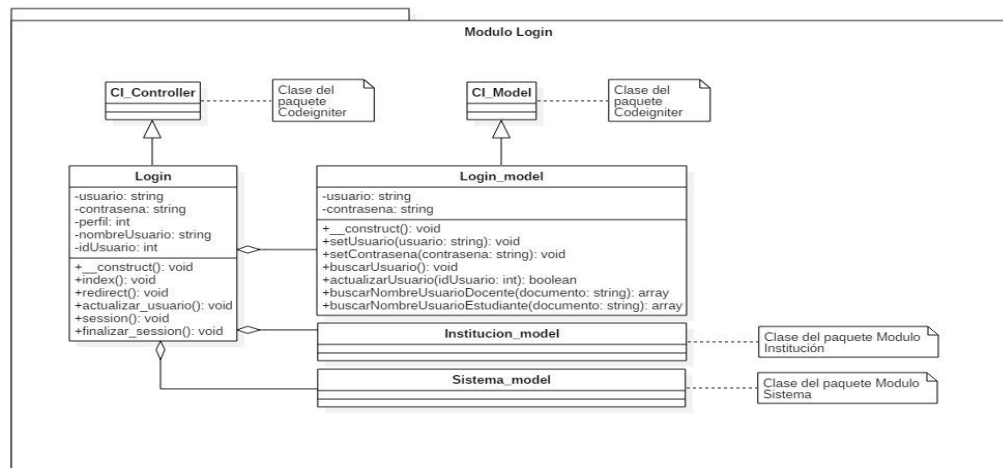 Modulo Login
CI_Controller
Clase del
paquete
Codeigniter
CI_Model
Clase del
paquete
Codeigniter
Login
-usuario: string
-contrasena: string
-perfil: int
-nombreUsuario: string
-idUsuario: int
+__construct(): void
+index(): void
+redirect(): void
+actualizar_usuario(): void
+session(): void
+finalizar_session(): void
Login_model
-usuario: string
-contrasena: string
+__construct(): void
+setUsuario(usuario: string): void
+setContrasena(contrasena: string): void
+buscarUsuario(): void
+actualizarUsuario(idUsuario: int): boolean
+buscarNombreUsuarioDocente(documento: string): array
+buscarNombreUsuarioEstudiante(documento: string): array
Institucion_model
Clase del paquete Modulo
Institución
Sistema_model
Clase del paquete Modulo
Sistema